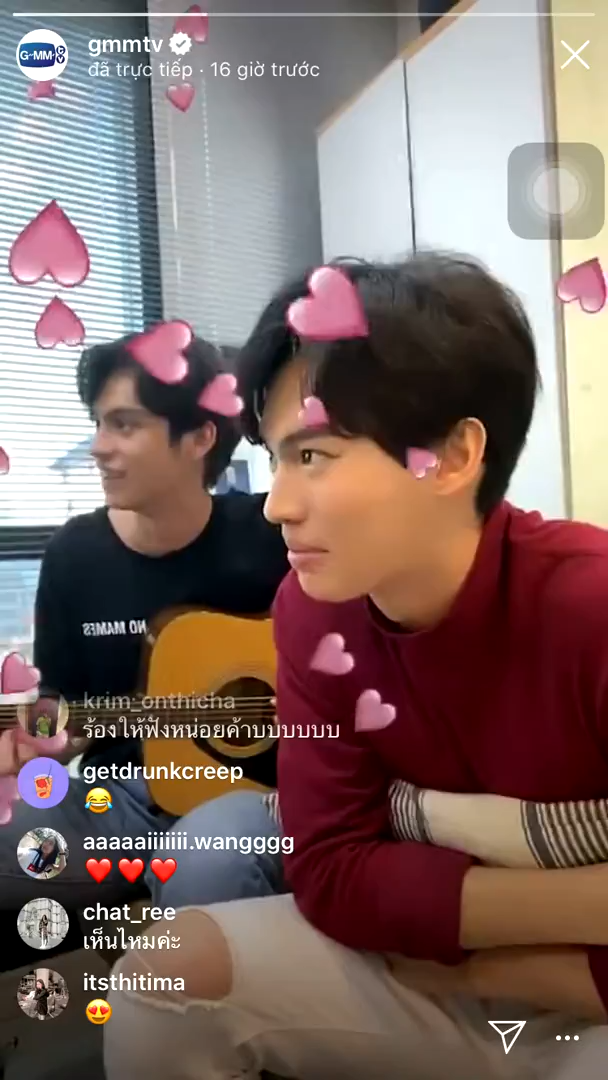 G-MM TV
gmmtv
đã trực tiếp · 16 giờ trước
NO MAMES
krim_onthicha
ร้องให้ฟังหน่อยค้าบบบบบบ
getdrunkcreep
😂
aaaaaiiiiiii.wangggg
❤️❤️❤️
chat_ree
เห็นไหมค่ะ
itsthitima
😍